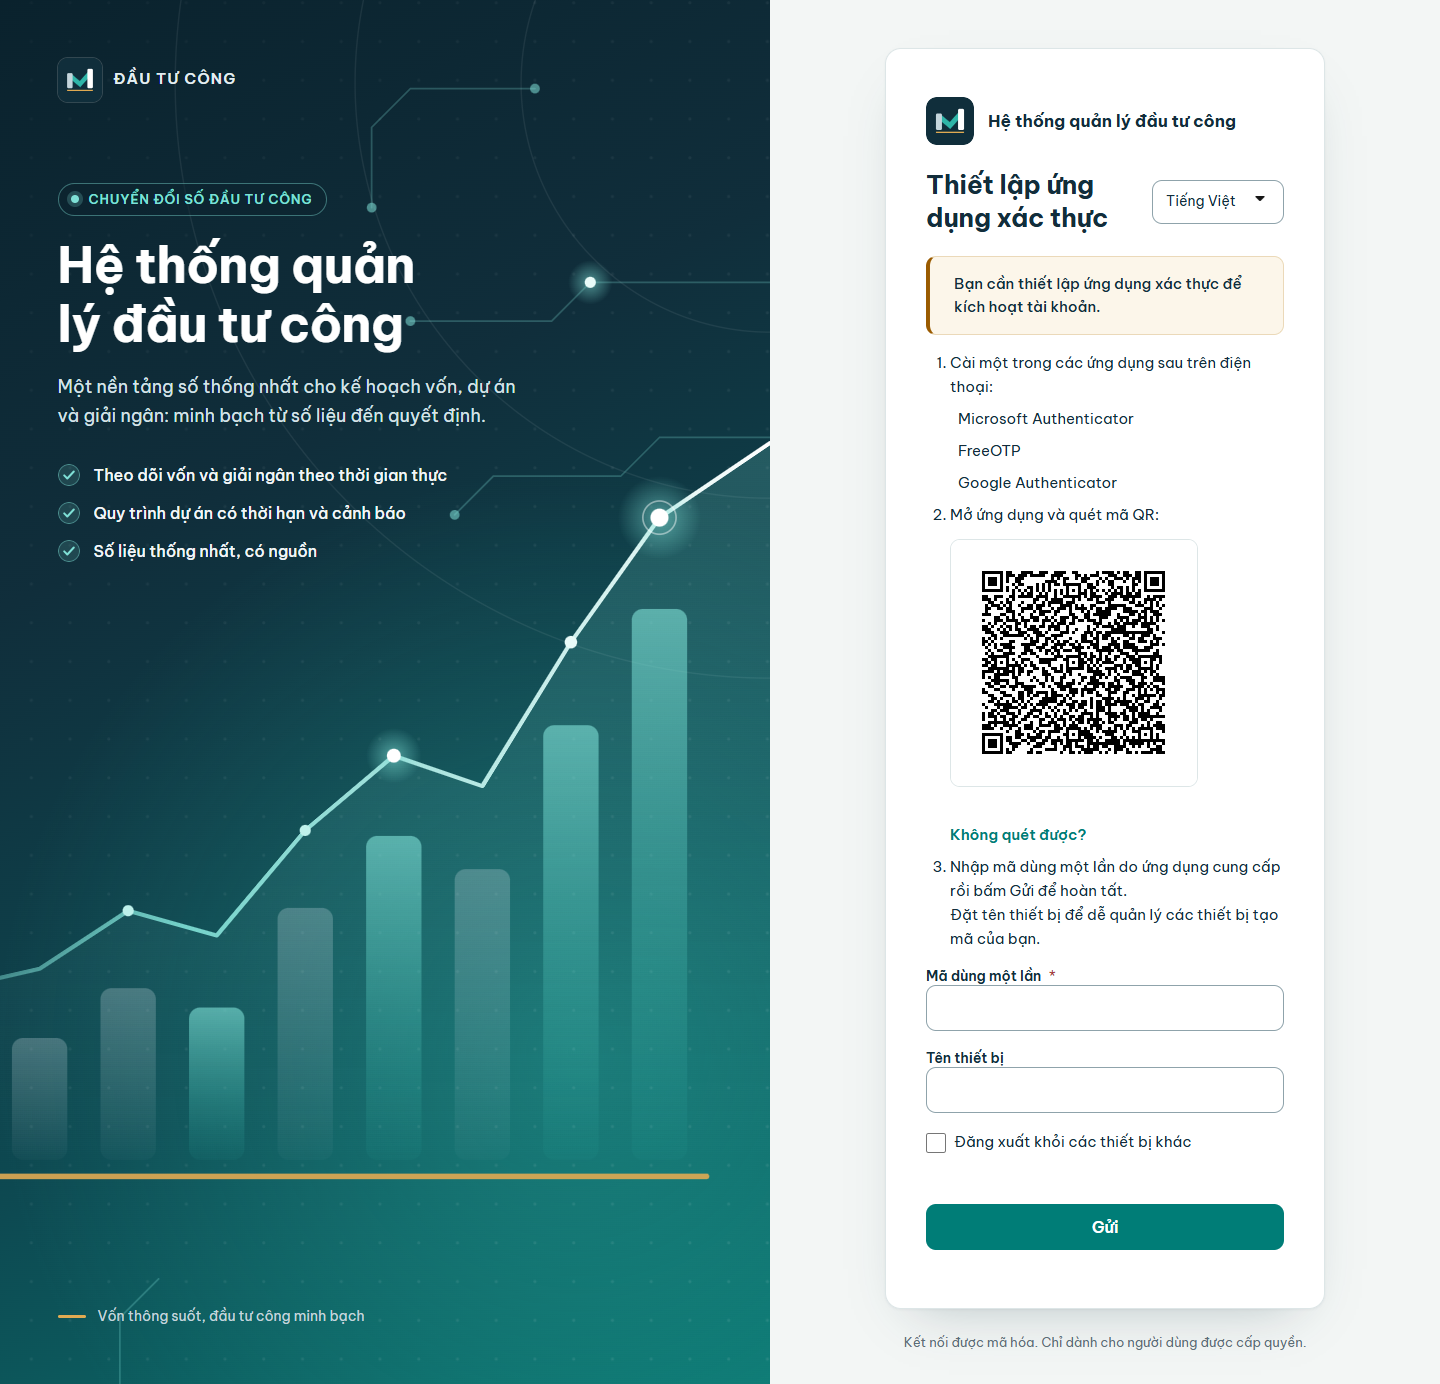 ĐẦU TƯ CÔNG
CHUYỂN ĐỔI SỐ ĐẦU TƯ CÔNG
Hệ thống quản
lý đầu tư công
Một nền tảng số thống nhất cho kế hoạch vốn, dự án
và giải ngân: minh bạch từ số liệu đến quyết định.
Theo dõi vốn và giải ngân theo thời gian thực
Quy trình dự án có thời hạn và cảnh báo
Số liệu thống nhất, có nguồn
Vốn thông suốt, đầu tư công minh bạch
Hệ thống quản lý đầu tư công
Thiết lập ứng
dụng xác thực
Tiếng Việt
Bạn cần thiết lập ứng dụng xác thực để
kích hoạt tài khoản.
1. Cài một trong các ứng dụng sau trên điện
thoại:
Microsoft Authenticator
FreeOTP
Google Authenticator
2. Mở ứng dụng và quét mã QR:
Không quét được?
3. Nhập mã dùng một lần do ứng dụng cung cấp
rồi bấm Gửi để hoàn tất.
Đặt tên thiết bị để dễ quản lý các thiết bị tạo
mã của bạn.
Mã dùng một lần *
Tên thiết bị
Đăng xuất khỏi các thiết bị khác
Gửi
Kết nối được mã hóa. Chỉ dành cho người dùng được cấp quyền.